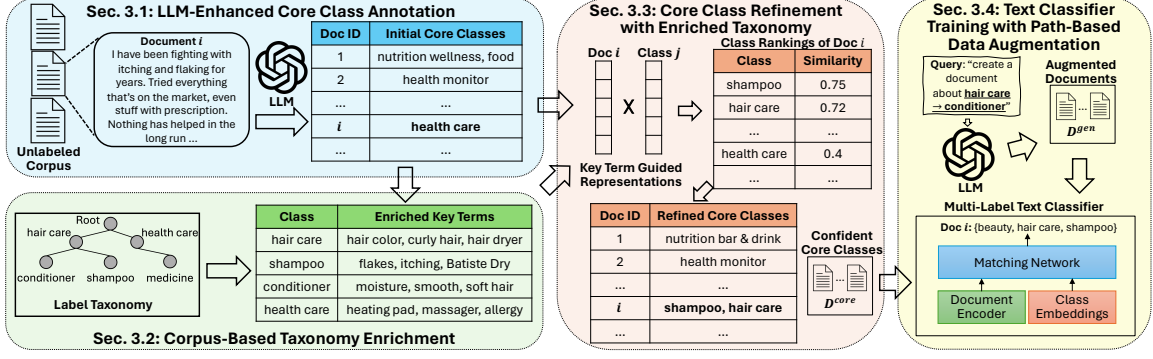 Sec. 3.1: LLM-Enhanced Core Class Annotation
Document i
I have been fighting with
itching and flaking for
years. Tried everything
that's on the market, even
stuff with prescription.
Nothing has helped in the
long run ...
Unlabeled
Corpus
LLM
Doc ID Initial Core Classes
1 nutrition wellness, food
2 health monitor
... ...
i health care
... ...
Root
hair care health care
conditioner shampoo medicine
Label Taxonomy
Class Enriched Key Terms
hair care hair color, curly hair, hair dryer
shampoo flakes, itching, Batiste Dry
conditioner moisture, smooth, soft hair
health care heating pad, massager, allergy
Sec. 3.2: Corpus-Based Taxonomy Enrichment
Sec. 3.3: Core Class Refinement
with Enriched Taxonomy
Doc i Class j
X
Key Term Guided
Representations
Class Rankings of Doc i
Class Similarity
shampoo 0.75
hair care 0.72
... ...
health care 0.4
... ...
Doc ID Refined Core Classes
1 nutrition bar & drink
2 health monitor
... ...
i shampoo, hair care
... ...
Confident
Core Classes
...
D^core
Sec. 3.4: Text Classifier
Training with Path-Based
Data Augmentation
Query: "create a
document
about hair care
→ conditioner"
LLM
Augmented
Documents
...
D^gen
Multi-Label Text Classifier
Doc i: {beauty, hair care, shampoo}
Matching Network
Document
Encoder
Class
Embeddings